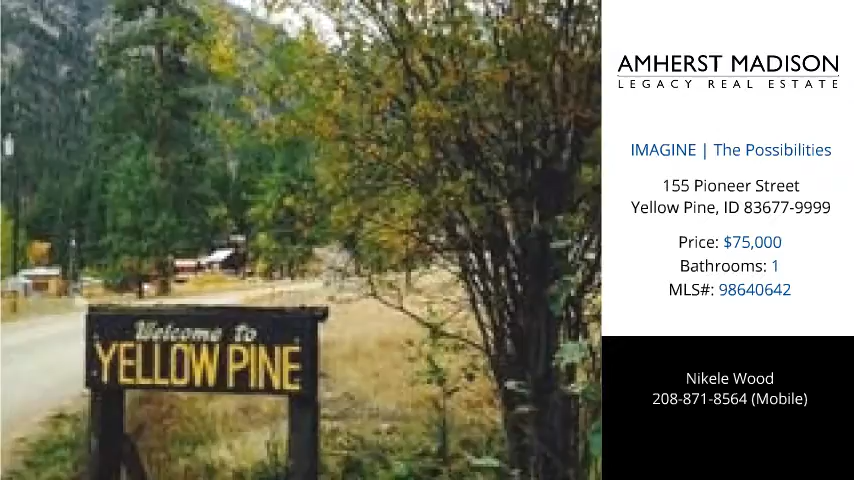 Welcome to
YELLOW PINE
AMHERST MADISON
LEGACY REAL ESTATE
IMAGINE | The Possibilities
155 Pioneer Street
Yellow Pine, ID 83677-9999
Price: $75,000
Bathrooms: 1
MLS#: 98640642
Nikele Wood
208-871-8564 (Mobile)